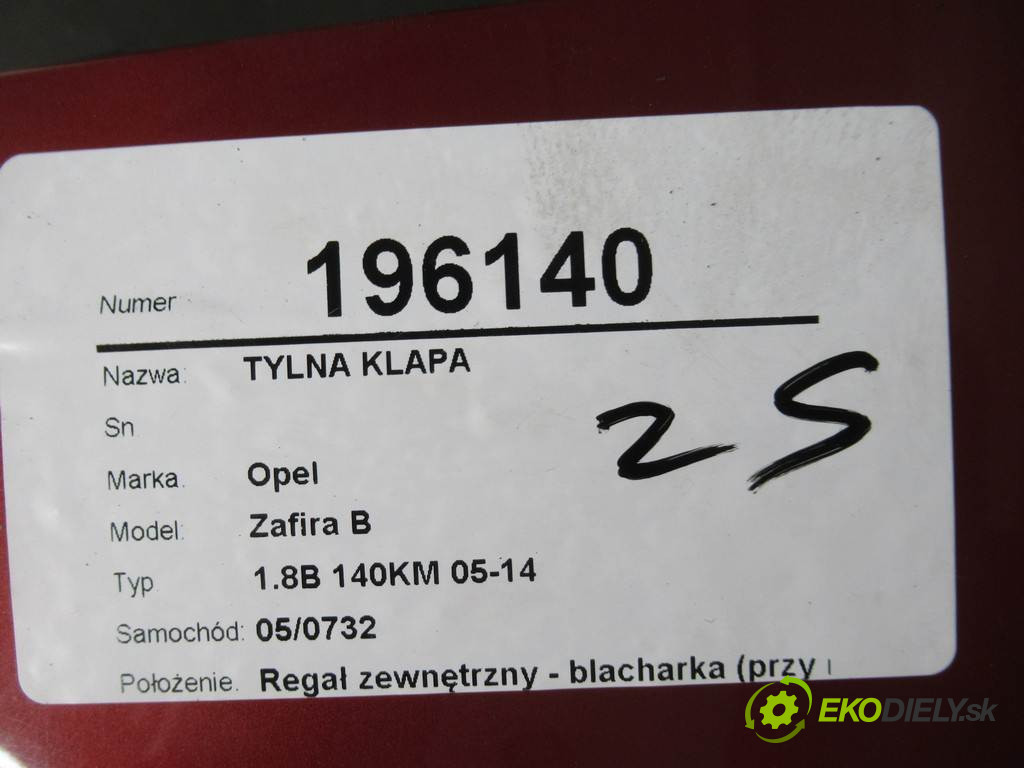 Numer 196140
Nazwa: TYLNA KLAPA
Sn
25
Marka. Opel
Model: Zafira B
Typ 1.8B 140KM 05-14
Samochód: 05/0732
Położenie. Regał zewnętrzny - blacharka (przy
EKODIELY.sk